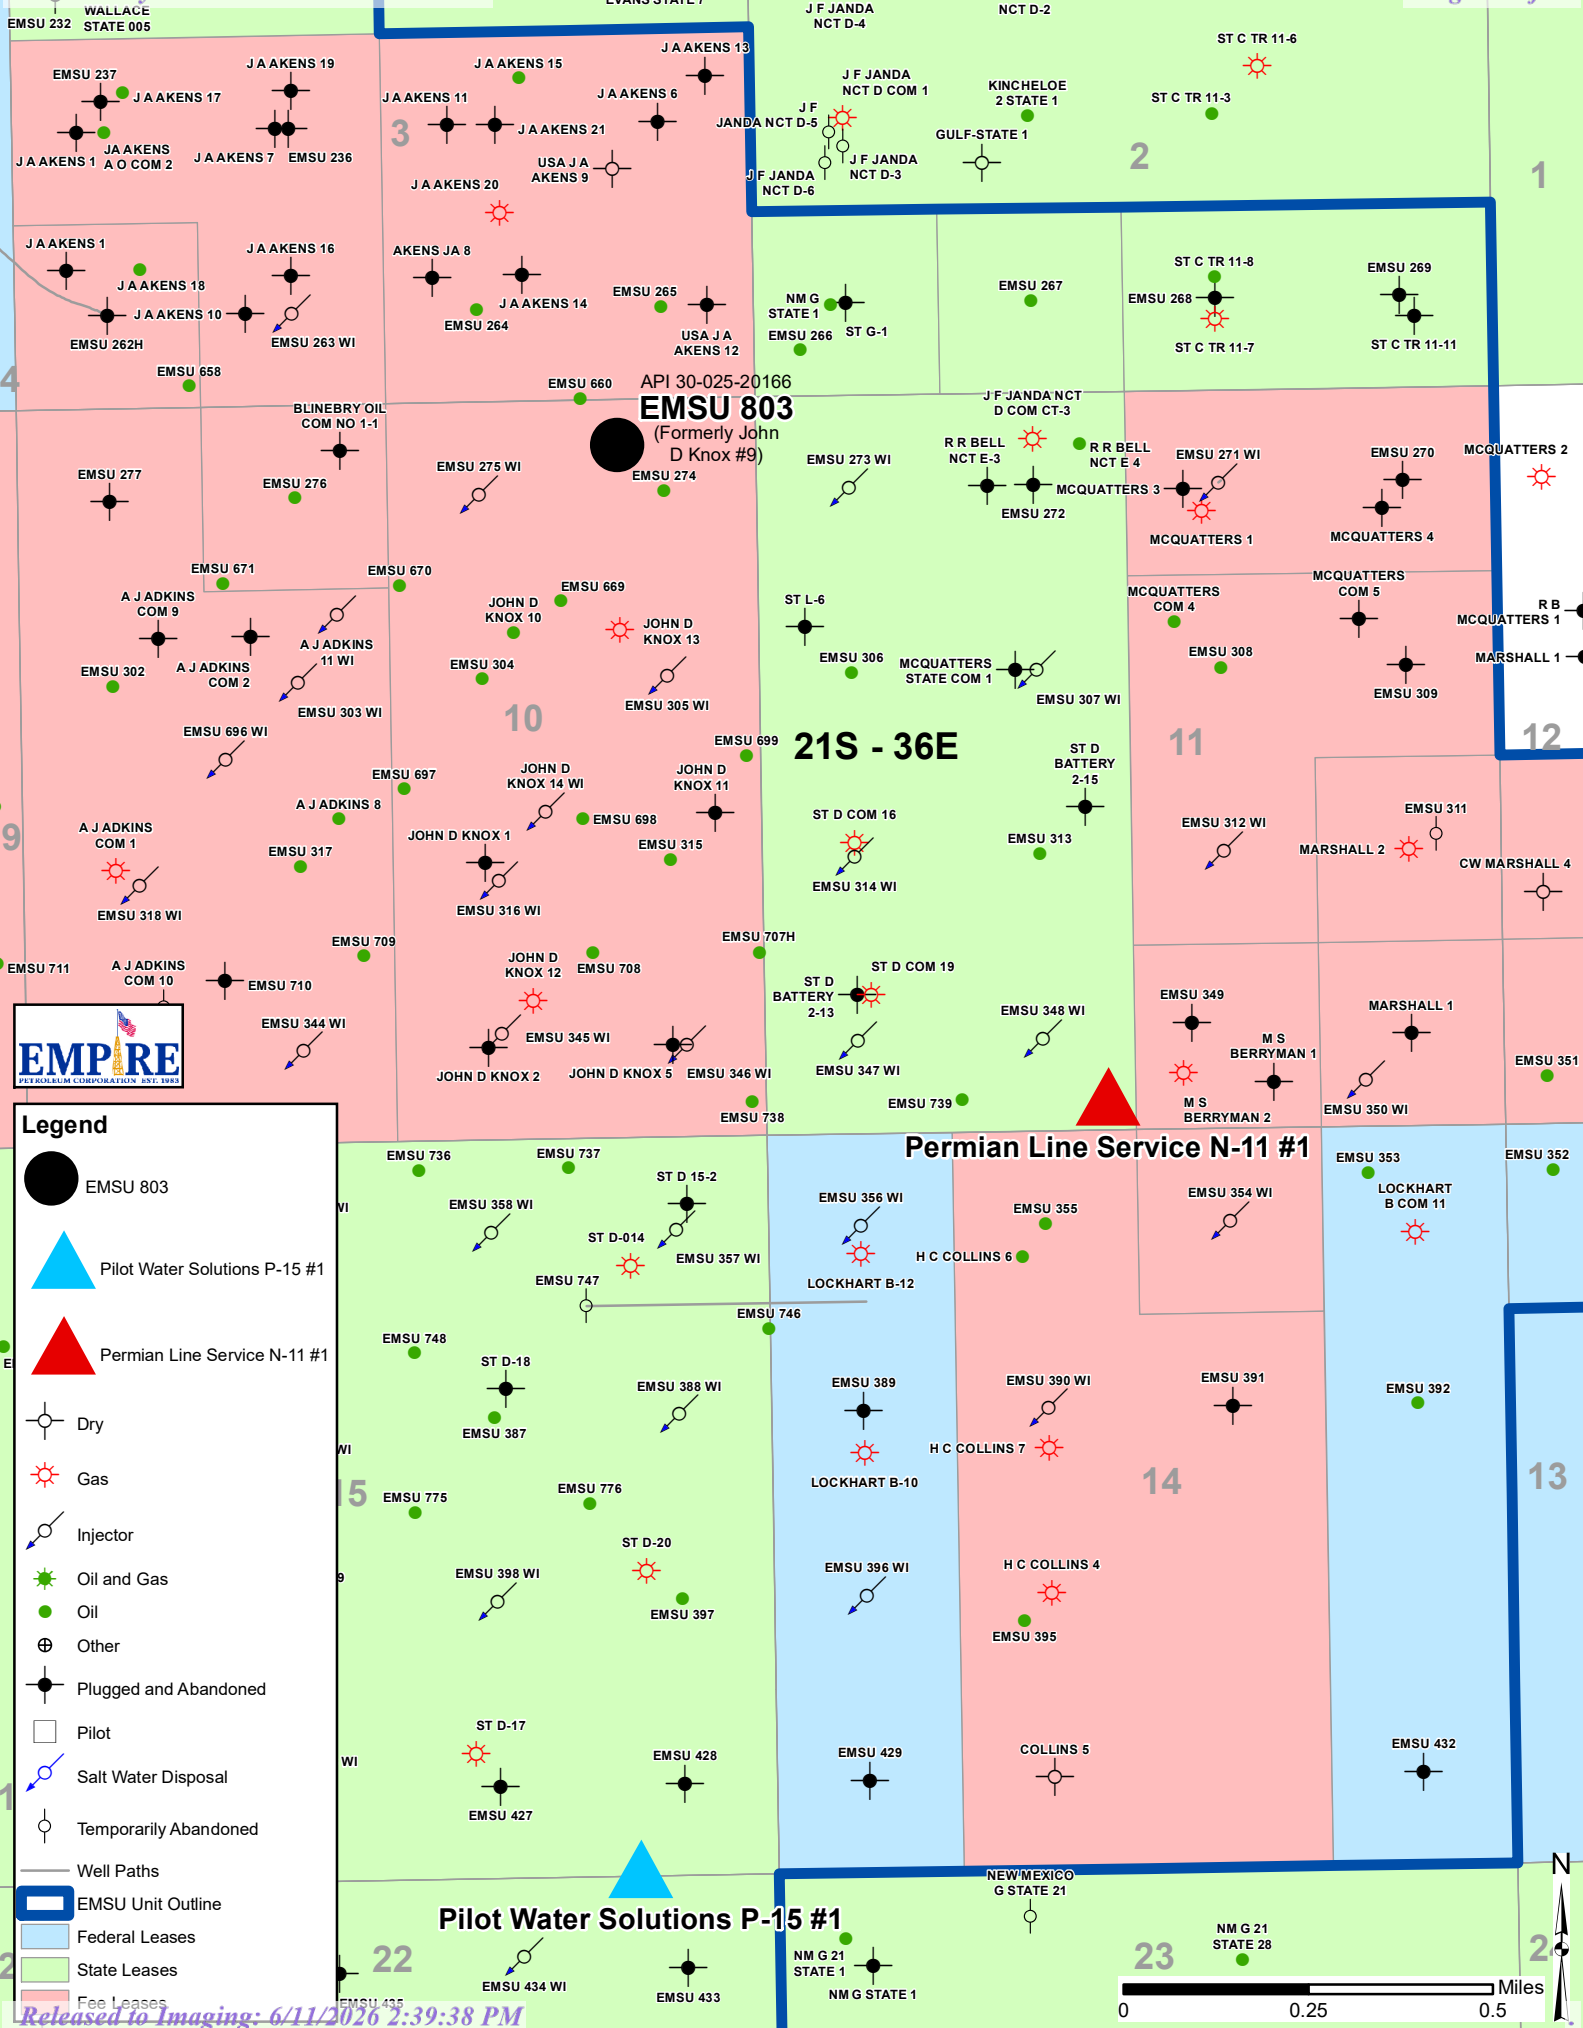 EMSU 232
WALLACE
STATE 005
J F JANDA
NCT D-4
NCT D-2
ST C TR 11-6
J A AKENS 13
J A AKENS 19
J A AKENS 15
EMSU 237
J A AKENS 17
J A AKENS 11
J A AKENS 6
J F JANDA
NCT D COM 1
KINCHELOE
2 STATE 1
ST C TR 11-3
J F
JANDA NCT D-5
GULF-STATE 1
3
J A AKENS 21
J A AKENS 1
JA AKENS
A O COM 2
J A AKENS 7
EMSU 236
USA J A
AKENS 9
J F JANDA
NCT D-3
2
1
J A AKENS 20
J F JANDA
NCT D-6
J A AKENS 1
J A AKENS 16
AKENS JA 8
ST C TR 11-8
EMSU 269
J A AKENS 18
EMSU 265
NM G
STATE 1
EMSU 267
EMSU 268
J A AKENS 14
J A AKENS 10
EMSU 264
ST G-1
EMSU 262H
EMSU 263 WI
USA J A
AKENS 12
EMSU 266
ST C TR 11-7
ST C TR 11-11
4
EMSU 658
EMSU 660
API 30-025-20166
EMSU 803
(Formerly John
D Knox #9)
J F JANDA NCT
D COM CT-3
BLINEBRY OIL
COM NO 1-1
R R BELL
NCT E-3
R R BELL
NCT E 4
MCQUATTERS 2
EMSU 277
EMSU 275 WI
EMSU 274
EMSU 273 WI
EMSU 271 WI
EMSU 270
EMSU 276
MCQUATTERS 3
EMSU 272
MCQUATTERS 1
MCQUATTERS 4
EMSU 671
EMSU 670
EMSU 669
MCQUATTERS
COM 5
A J ADKINS
COM 9
JOHN D
KNOX 10
ST L-6
MCQUATTERS
COM 4
R B
MCQUATTERS 1
JOHN D
KNOX 13
A J ADKINS
11 WI
EMSU 302
A J ADKINS
COM 2
EMSU 304
EMSU 306
MCQUATTERS
STATE COM 1
EMSU 308
MARSHALL 1
EMSU 309
EMSU 303 WI
EMSU 305 WI
EMSU 307 WI
10
EMSU 696 WI
EMSU 699
21S - 36E
ST D
BATTERY
2-15
11
12
EMSU 697
JOHN D
KNOX 14 WI
JOHN D
KNOX 11
A J ADKINS 8
EMSU 698
ST D COM 16
EMSU 312 WI
EMSU 311
9
A J ADKINS
COM 1
JOHN D KNOX 1
EMSU 313
MARSHALL 2
EMSU 317
EMSU 315
CW MARSHALL 4
EMSU 314 WI
EMSU 318 WI
EMSU 316 WI
EMSU 709
EMSU 707H
EMSU 711
A J ADKINS
COM 10
JOHN D
KNOX 12
EMSU 708
ST D COM 19
EMSU 710
ST D
BATTERY
2-13
EMSU 349
MARSHALL 1
EMSU 344 WI
EMSU 345 WI
EMSU 348 WI
M S
BERRYMAN 1
EMPIRE
PETROLEUM CORPORATION EST. 1983
JOHN D KNOX 2
JOHN D KNOX 5
EMSU 346 WI
EMSU 347 WI
EMSU 351
EMSU 738
EMSU 739
M S
BERRYMAN 2
EMSU 350 WI
Permian Line Service N-11 #1
Legend
EMSU 803
Pilot Water Solutions P-15 #1
Permian Line Service N-11 #1
Dry
Gas
Injector
Oil and Gas
Oil
Other
Plugged and Abandoned
Pilot
Salt Water Disposal
Temporarily Abandoned
Well Paths
EMSU Unit Outline
Federal Leases
State Leases
Fee Leases
EMSU 736
EMSU 737
ST D 15-2
EMSU 353
EMSU 352
WI
EMSU 358 WI
EMSU 356 WI
EMSU 355
EMSU 354 WI
LOCKHART
B COM 11
ST D-014
EMSU 357 WI
H C COLLINS 6
EMSU 747
LOCKHART B-12
EMSU 746
EMSU 748
ST D-18
EMSU 388 WI
EMSU 389
EMSU 390 WI
EMSU 391
EMSU 392
EMSU 387
WI
H C COLLINS 7
LOCKHART B-10
15
14
13
EMSU 775
EMSU 776
ST D-20
H C COLLINS 4
9
EMSU 398 WI
EMSU 396 WI
EMSU 397
EMSU 395
ST D-17
WI
EMSU 428
EMSU 429
COLLINS 5
EMSU 432
EMSU 427
Pilot Water Solutions P-15 #1
NEW MEXICO
G STATE 21
N
22
EMSU 434 WI
EMSU 433
NM G 21
STATE 1
NM G STATE 1
23
NM G 21
STATE 28
24
EMSU 435
Miles
0 0.25 0.5
Released to Imaging: 6/11/2026 2:39:38 PM